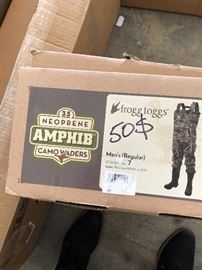 3.5
NEOPRENE
AMPHIB
CAMO WADERS
frogg toggs
50$
Men's (Regular)
7